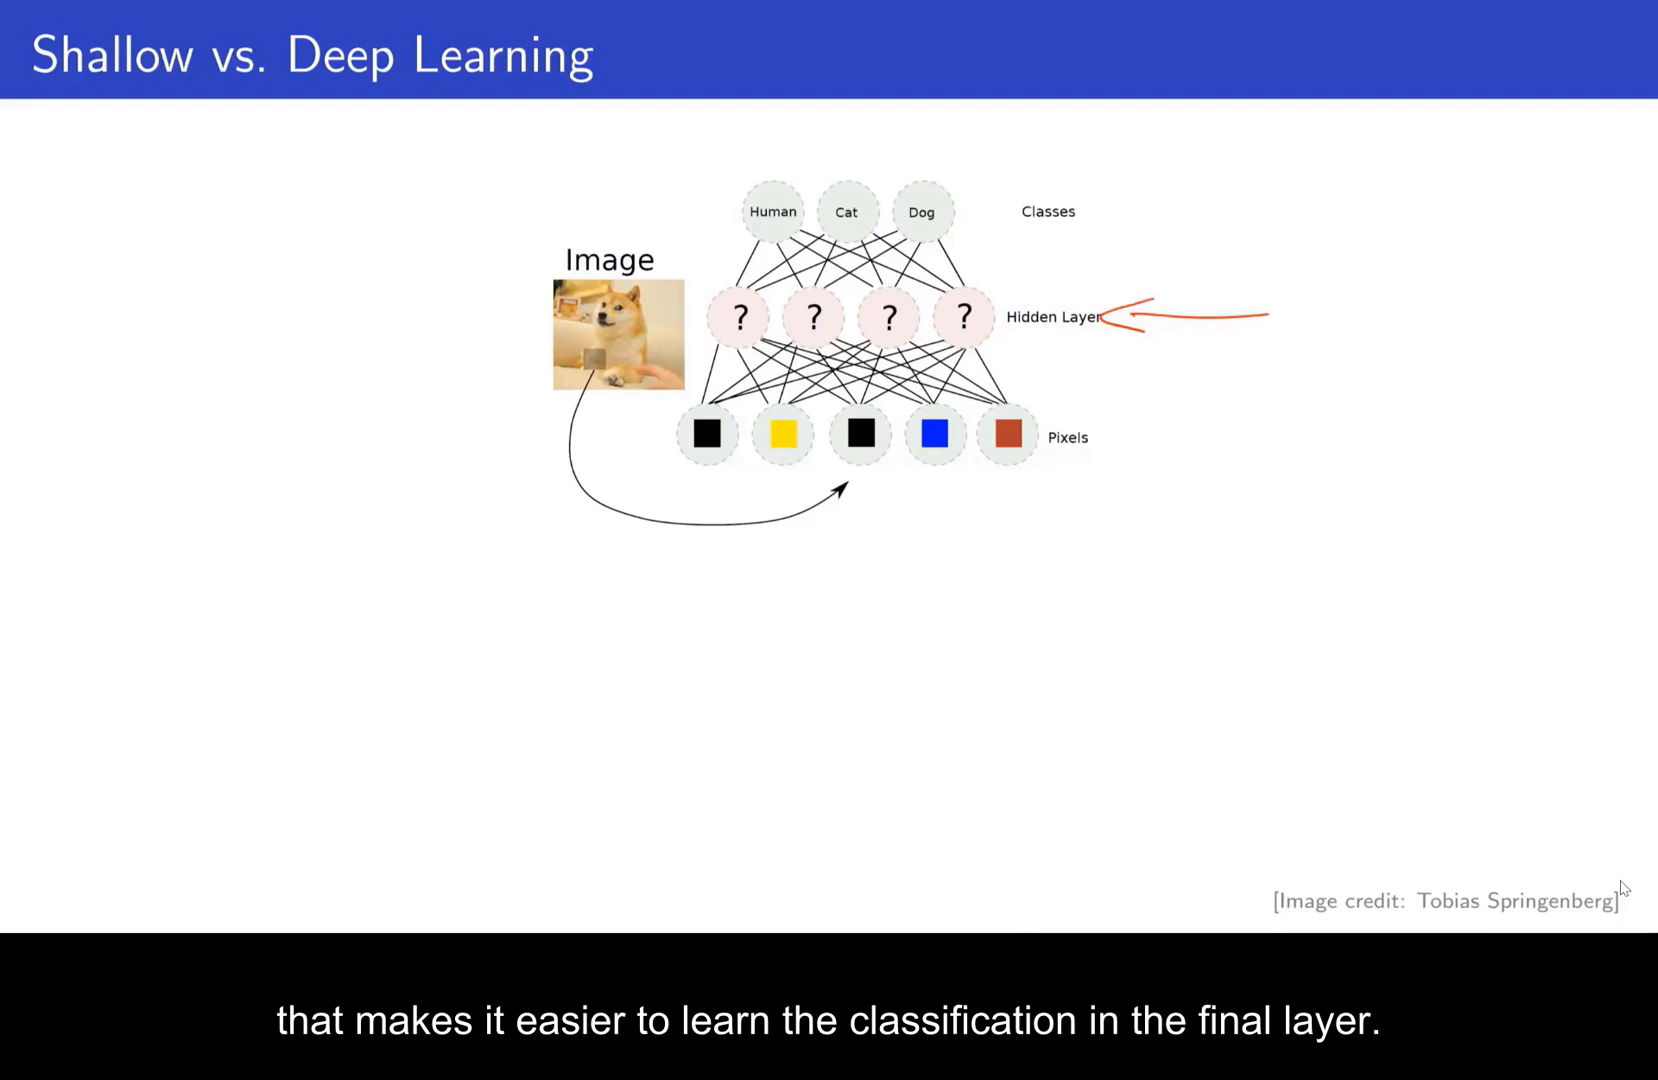 Shallow vs. Deep Learning
Human Cat Dog Classes
Image
? ? ? ? Hidden Layer
Pixels
[Image credit: Tobias Springenberg]
that makes it easier to learn the classification in the final layer.